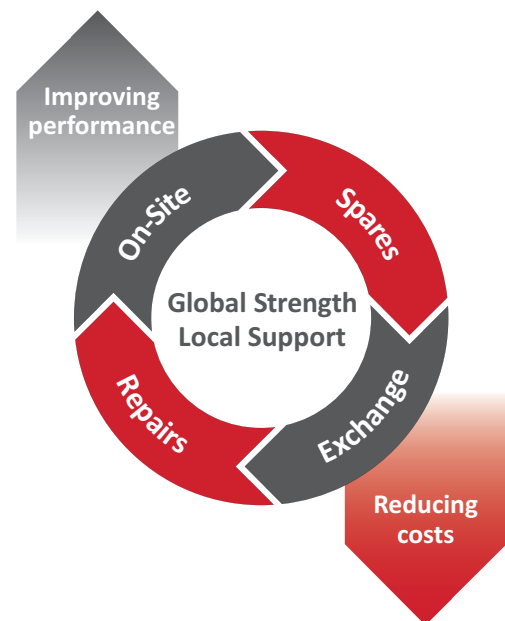 Improving
performance
On-Site
Spares
Global Strength
Local Support
Repairs
Exchange
Reducing
costs